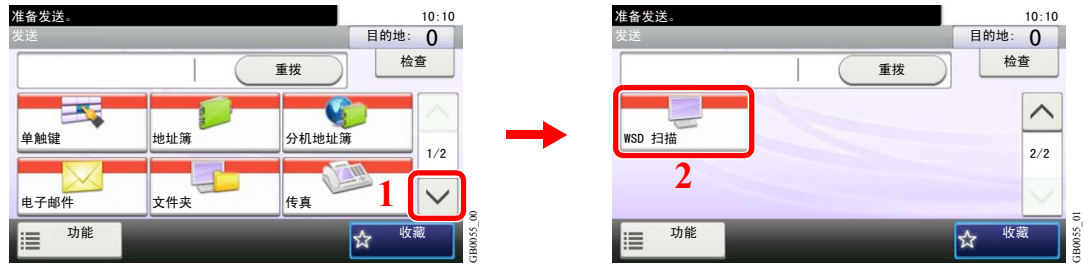 准备发送。 10:10
发送 目的地: 0
重拨 检查
单触键 地址簿 分机地址簿
1/2
电子邮件 文件夹 传真 1
功能 收藏
GB0055_00
准备发送。 10:10
发送 目的地: 0
重拨 检查
WSD 扫描
2/2
2
功能 收藏
GB0055_01